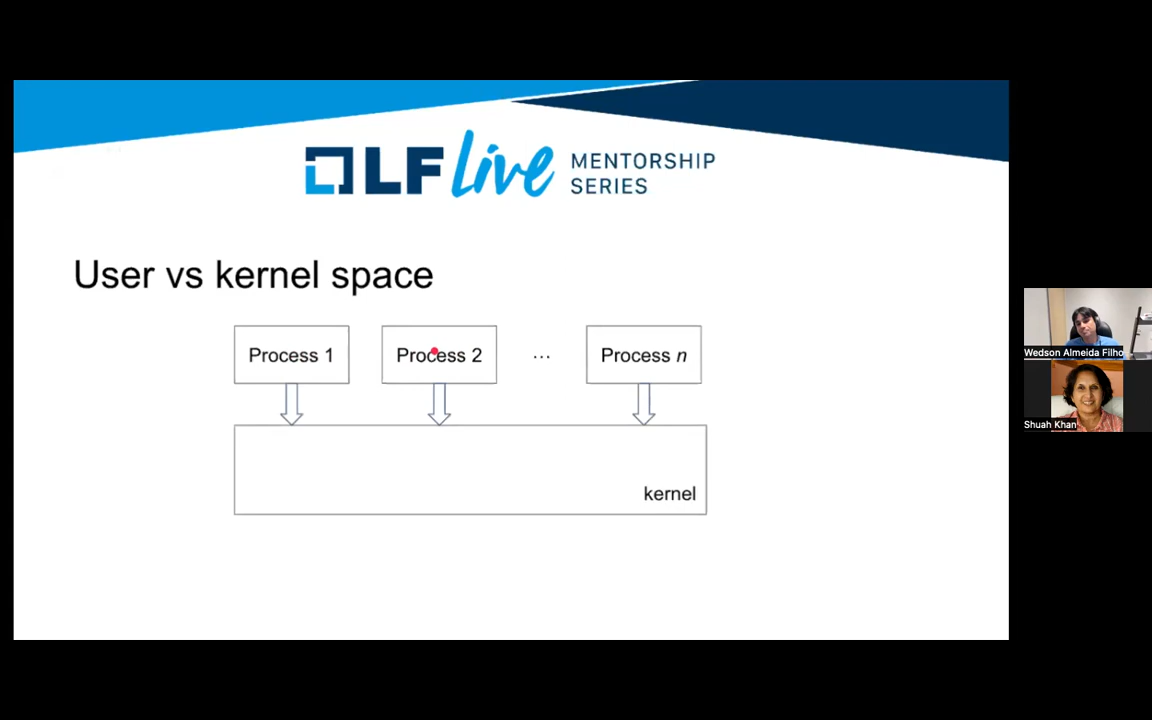 LF Live MENTORSHIP
SERIES
User vs kernel space
Process 1
Process 2
...
Process n
kernel
Wedson Almeida Filho
Shuah Khan